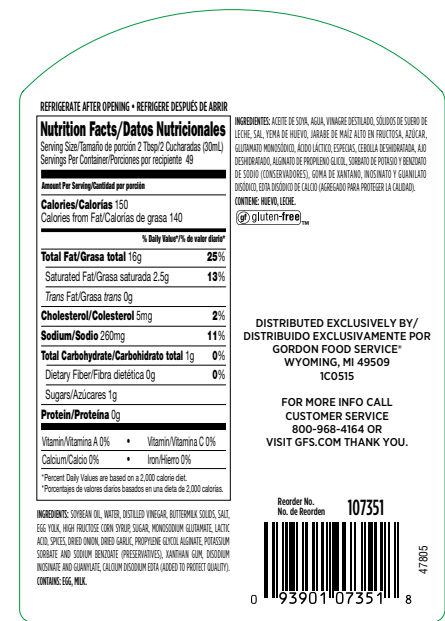 REFRIGERATE AFTER OPENING • REFRIGERE DESPUÉS DE ABRIR
Nutrition Facts/Datos Nutricionales
Serving Size/Tamaño de porción 2 Tbsp/2 Cucharadas (30mL)
Servings Per Container/Porciones por recipiente 49
Amount Per Serving/Cantidad por porción
Calories/Calorías 150
Calories from Fat/Calorías de grasa 140
% Daily Value*/% de valor diario*
Total Fat/Grasa total 16g 25%
Saturated Fat/Grasa saturada 2.5g 13%
Trans Fat/Grasa trans 0g
Cholesterol/Colesterol 5mg 2%
Sodium/Sodio 260mg 11%
Total Carbohydrate/Carbohidrato total 1g 0%
Dietary Fiber/Fibra dietética 0g 0%
Sugars/Azúcares 1g
Protein/Proteína 0g
Vitamin/Vitamina A 0% • Vitamin/Vitamina C 0%
Calcium/Calcio 0% • Iron/Hierro 0%
*Percent Daily Values are based on a 2,000 calorie diet.
*Porcentajes de valores diarios basados en una dieta de 2,000 calorías.
INGREDIENTS: SOYBEAN OIL, WATER, DISTILLED VINEGAR, BUTTERMILK SOLIDS, SALT,
EGG YOLK, HIGH FRUCTOSE CORN SYRUP, SUGAR, MONOSODIUM GLUTAMATE, LACTIC
ACID, SPICES, DRIED ONION, DRIED GARLIC, PROPYLENE GLYCOL ALGINATE, POTASSIUM
SORBATE AND SODIUM BENZOATE (PRESERVATIVES), XANTHAN GUM, DISODIUM
INOSINATE AND GUANYLATE, CALCIUM DISODIUM EDTA (ADDED TO PROTECT QUALITY).
CONTAINS: EGG, MILK.
INGREDIENTES: ACEITE DE SOYA, AGUA, VINAGRE DESTILADO, SÓLIDOS DE SUERO DE
LECHE, SAL, YEMA DE HUEVO, JARABE DE MAÍZ ALTO EN FRUCTOSA, AZÚCAR,
GLUTAMATO MONOSÓDICO, ÁCIDO LÁCTICO, ESPECIAS, CEBOLLA DESHIDRATADA, AJO
DESHIDRATADO, ALGINATO DE PROPILENO GLICOL, SORBATO DE POTASIO Y BENZOATO
DE SODIO (CONSERVADORES), GOMA DE XANTANO, INOSINATO Y GUANILATO
DISÓDICO, EDTA DISÓDICO DE CALCIO (AGREGADO PARA PROTEGER LA CALIDAD).
CONTIENE: HUEVO, LECHE.
gf gluten-free TM
DISTRIBUTED EXCLUSIVELY BY/
DISTRIBUIDO EXCLUSIVAMENTE POR
GORDON FOOD SERVICE®
WYOMING, MI 49509
1C0515
FOR MORE INFO CALL
CUSTOMER SERVICE
800-968-4164 OR
VISIT GFS.COM THANK YOU.
Reorder No.
No. de Reorden 107351
47805
0 93901 07351 8